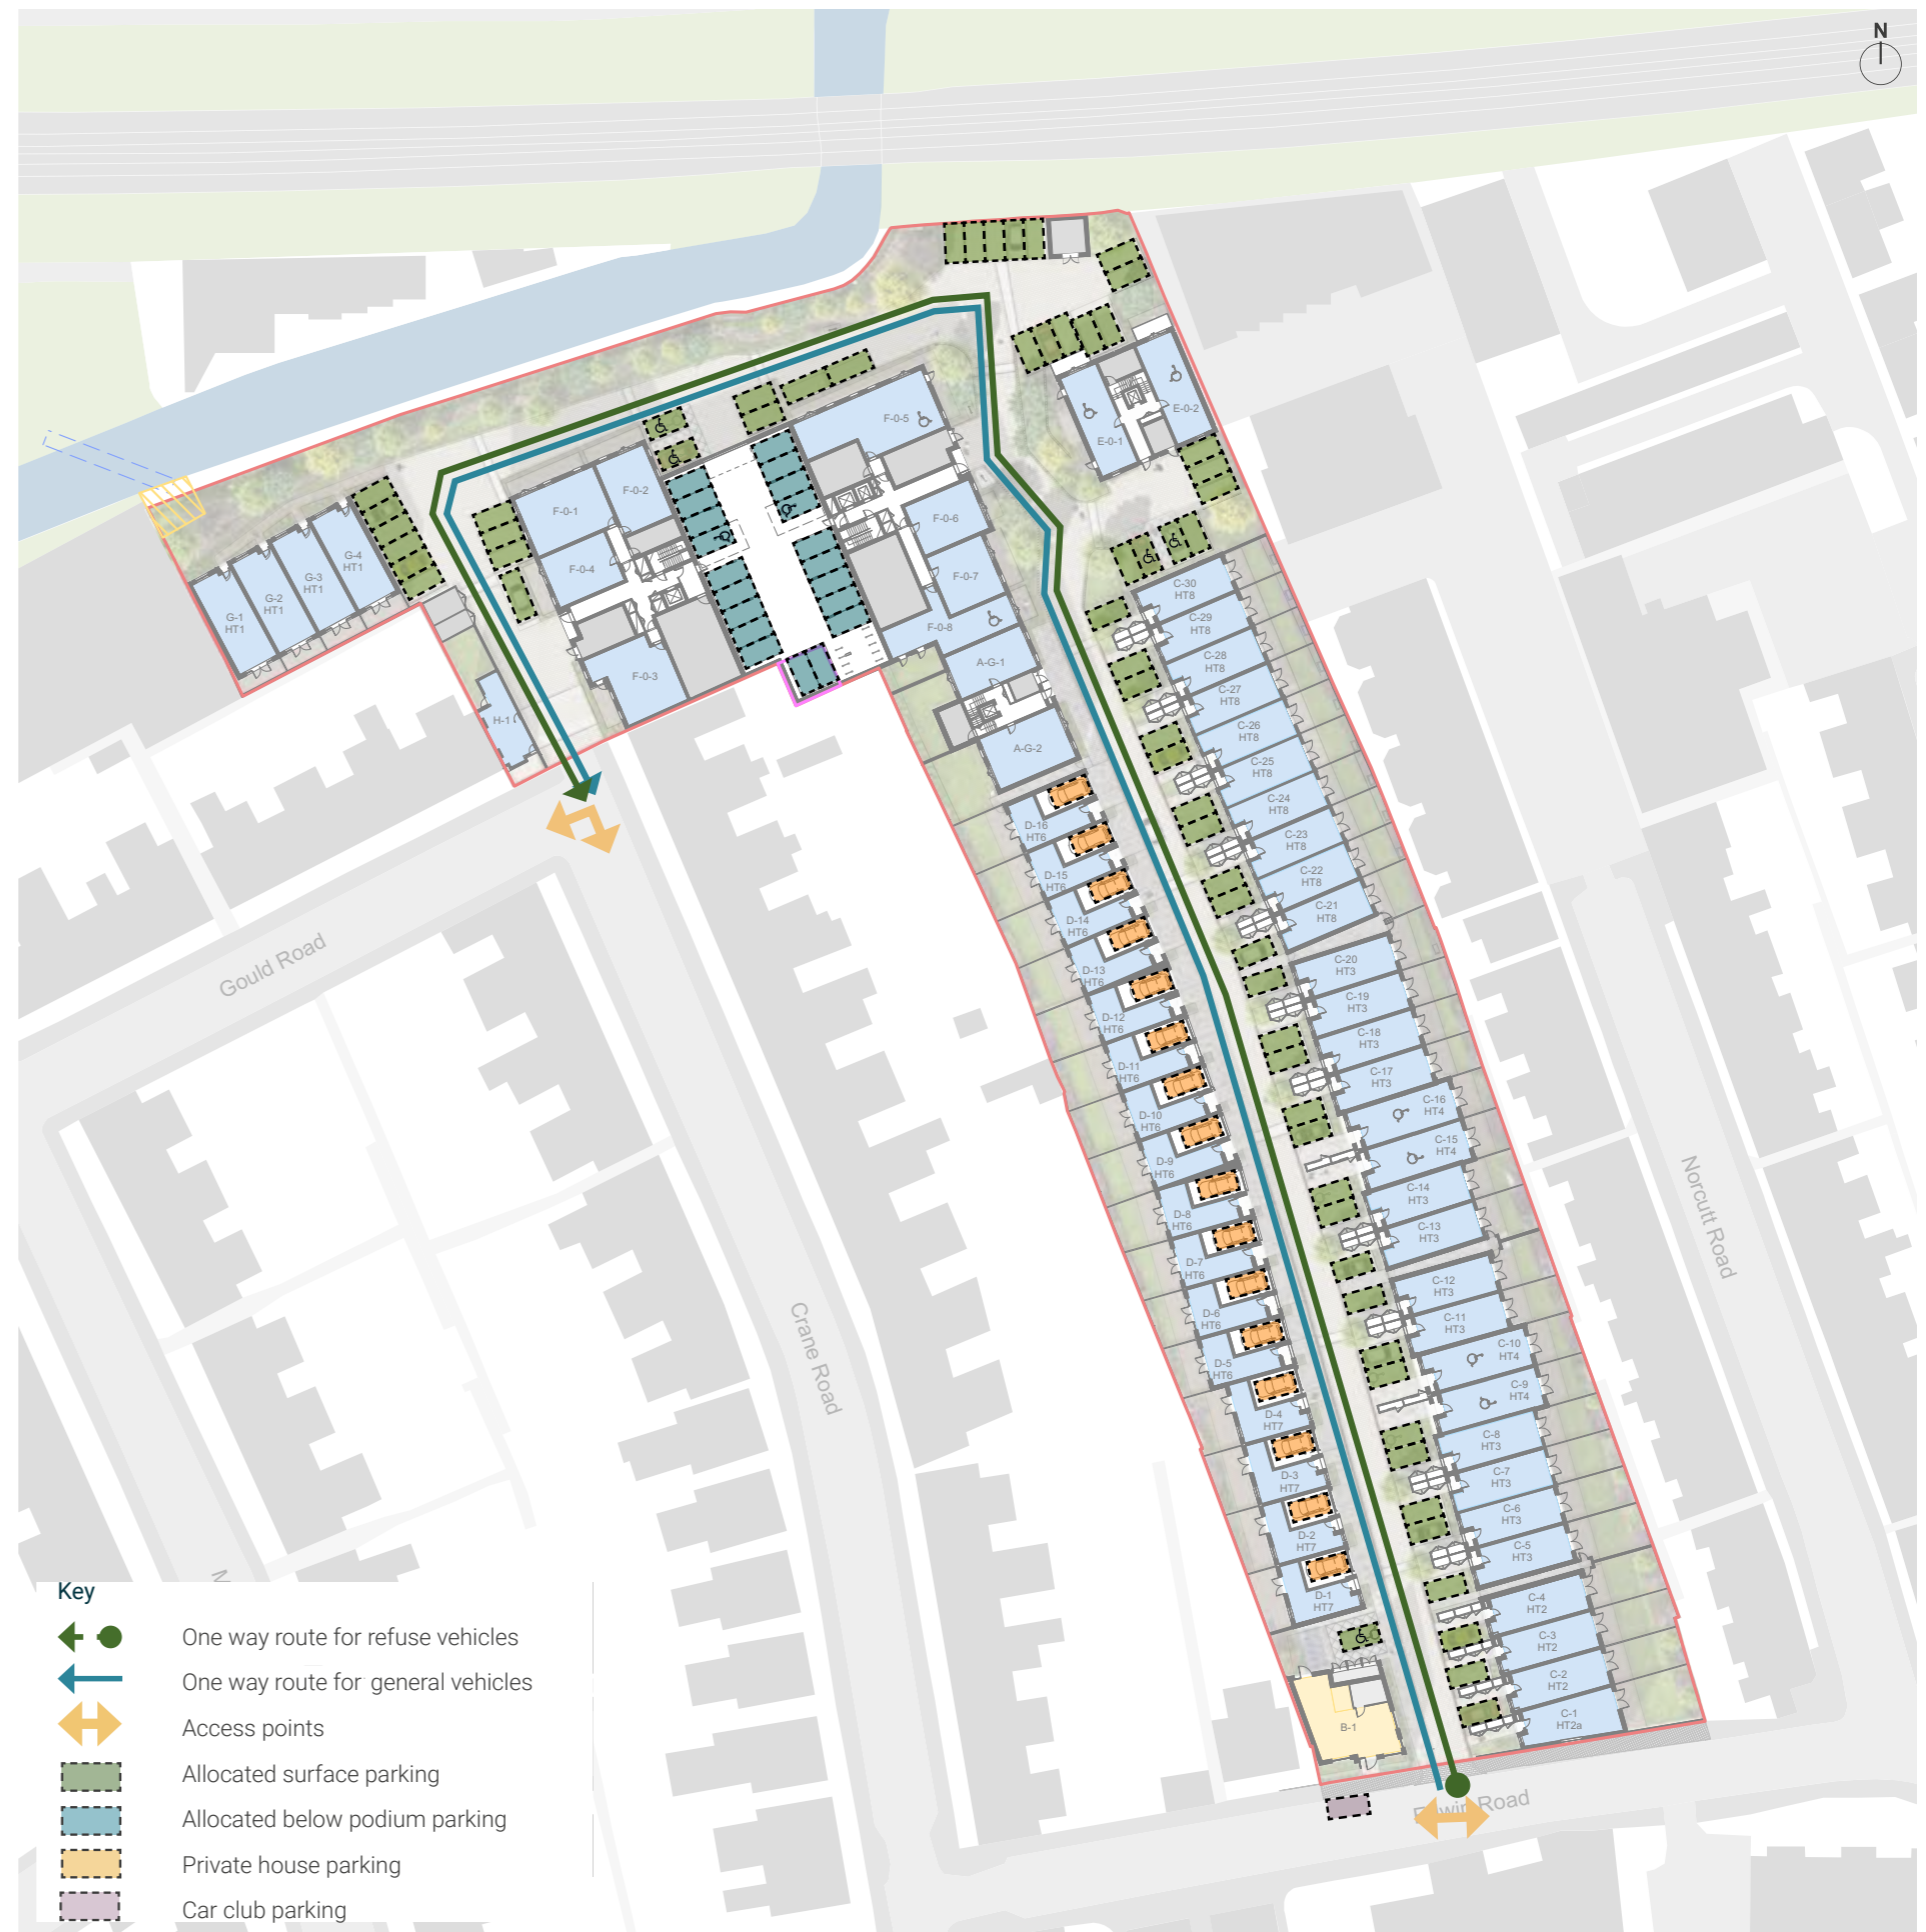 N
F-0-5
E-0-2
E-0-1
F-0-2
F-0-1
F-0-6
G-4
HT1
G-3
HT1
G-2
HT1
G-1
HT1
F-0-4
F-0-7
F-0-8
F-0-3
A-G-1
H-1
A-G-2
C-30
HT8
C-29
HT8
C-28
HT8
C-27
HT8
C-26
HT8
C-25
HT8
C-24
HT8
C-23
HT8
C-22
HT8
C-21
HT8
C-20
HT3
C-19
HT3
C-18
HT3
C-17
HT3
C-16
HT4
C-15
HT4
C-14
HT3
C-13
HT3
C-12
HT3
C-11
HT3
C-10
HT4
C-9
HT4
C-8
HT3
C-7
HT3
C-6
HT3
C-5
HT3
C-4
HT2
C-3
HT2
C-2
HT2
C-1
HT2a
D-16
HT6
D-15
HT6
D-14
HT6
D-13
HT6
D-12
HT6
D-11
HT6
D-10
HT6
D-9
HT6
D-8
HT6
D-7
HT6
D-6
HT6
D-5
HT6
D-4
HT7
D-3
HT7
D-2
HT7
D-1
HT7
B-1
Gould Road
Crane Road
Norcutt Road
Road
Key
One way route for refuse vehicles
One way route for general vehicles
Access points
Allocated surface parking
Allocated below podium parking
Private house parking
Car club parking